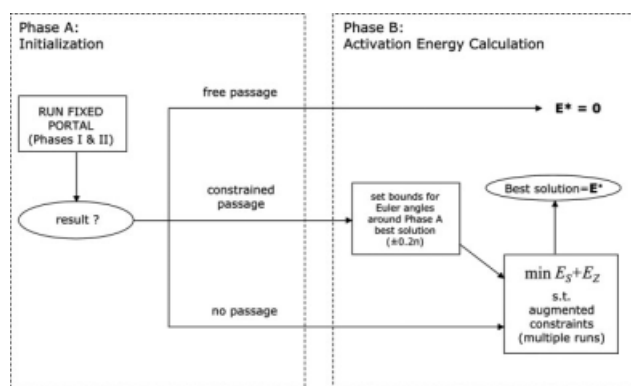 Phase A:
Initialization
Phase B:
Activation Energy Calculation
RUN FIXED
PORTAL
(Phases I & II)
free passage
E* = 0
result ?
constrained
passage
set bounds for
Euler angles
around Phase A
best solution
(±0.2n)
Best solution=E*
no passage
min E_S+E_Z
s.t.
augmented
constraints
(multiple runs)